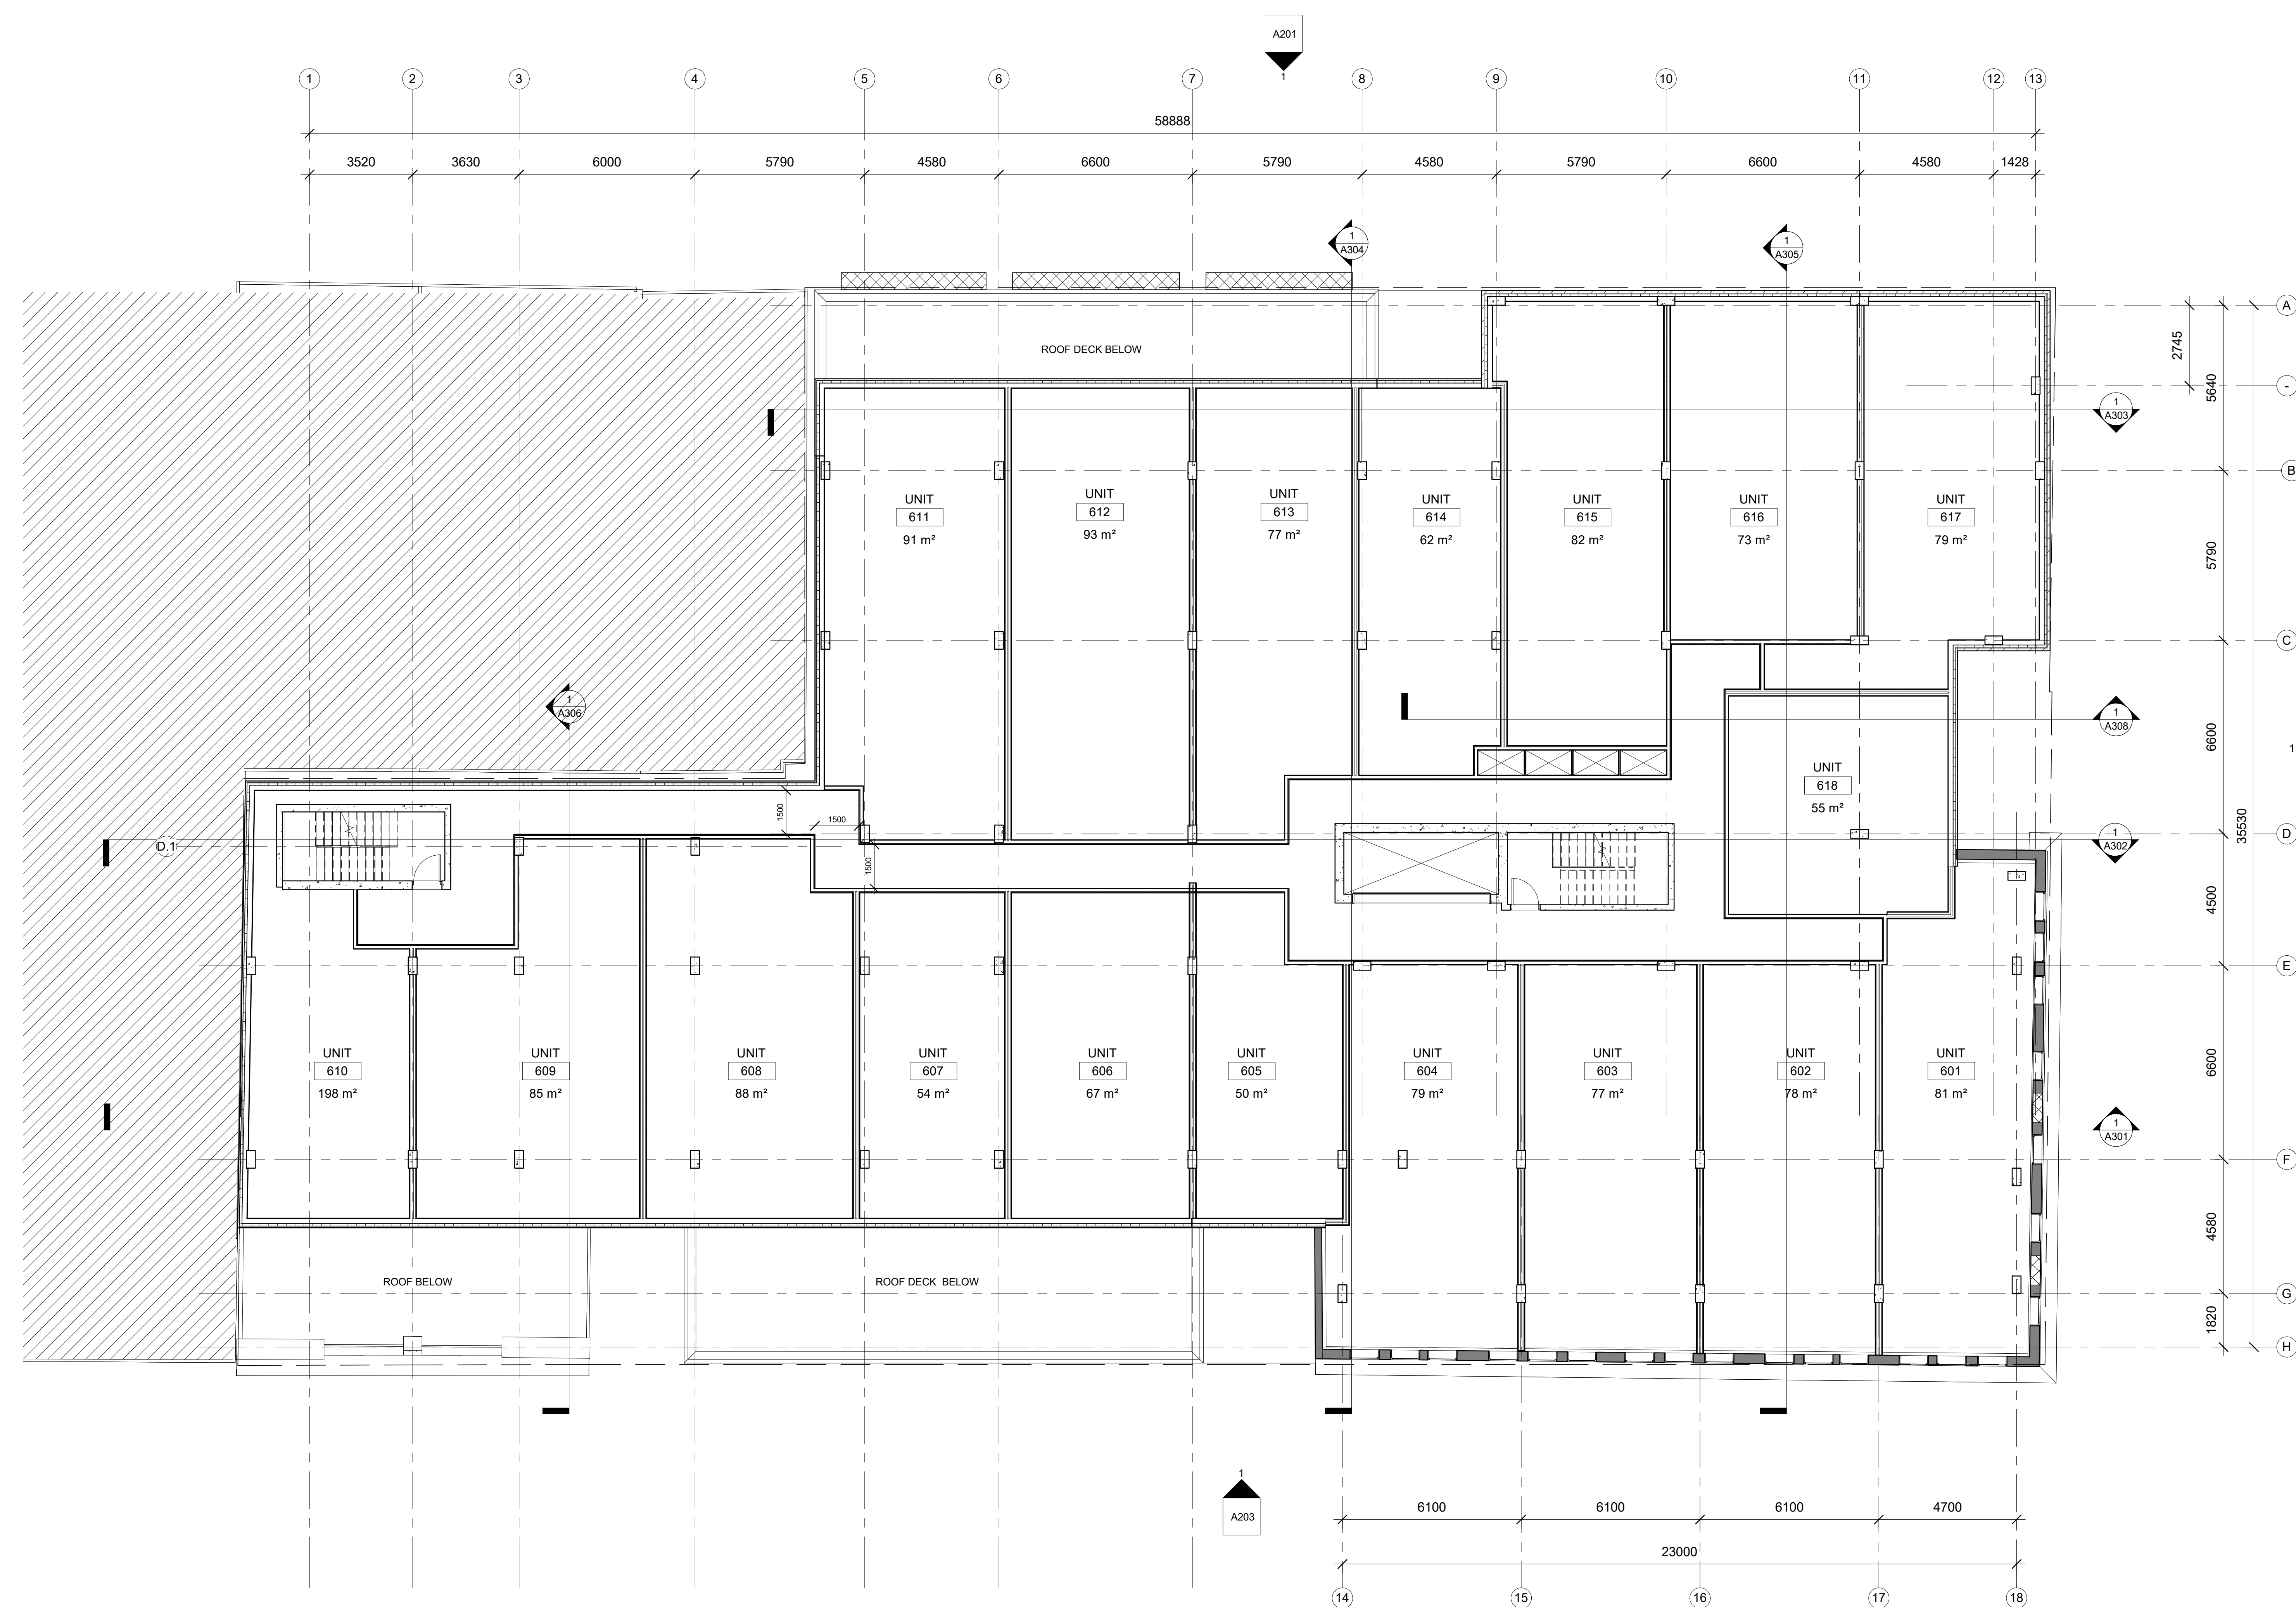 A201
1
1 2 3 4 5 6 7 8 9 10 11 12 13
58888
3520 3630 6000 5790 4580 6600 5790 4580 5790 6600 4580 1428
1
A304
1
A305
A
ROOF DECK BELOW
2745
-
5640
1
A303
B
UNIT
611
91 m²
UNIT
612
93 m²
UNIT
613
77 m²
UNIT
614
62 m²
UNIT
615
82 m²
UNIT
616
73 m²
UNIT
617
79 m²
5790
C
1
A306
1
A308
6600
1
UNIT
618
55 m²
1500
1500
1500
D.1
1
A302
D
35530
4500
E
UNIT
610
198 m²
UNIT
609
85 m²
UNIT
608
88 m²
UNIT
607
54 m²
UNIT
606
67 m²
UNIT
605
50 m²
UNIT
604
79 m²
UNIT
603
77 m²
UNIT
602
78 m²
UNIT
601
81 m²
6600
1
A301
F
4580
ROOF BELOW
ROOF DECK BELOW
G
1820
H
1
A203
6100 6100 6100 4700
23000
14 15 16 17 18